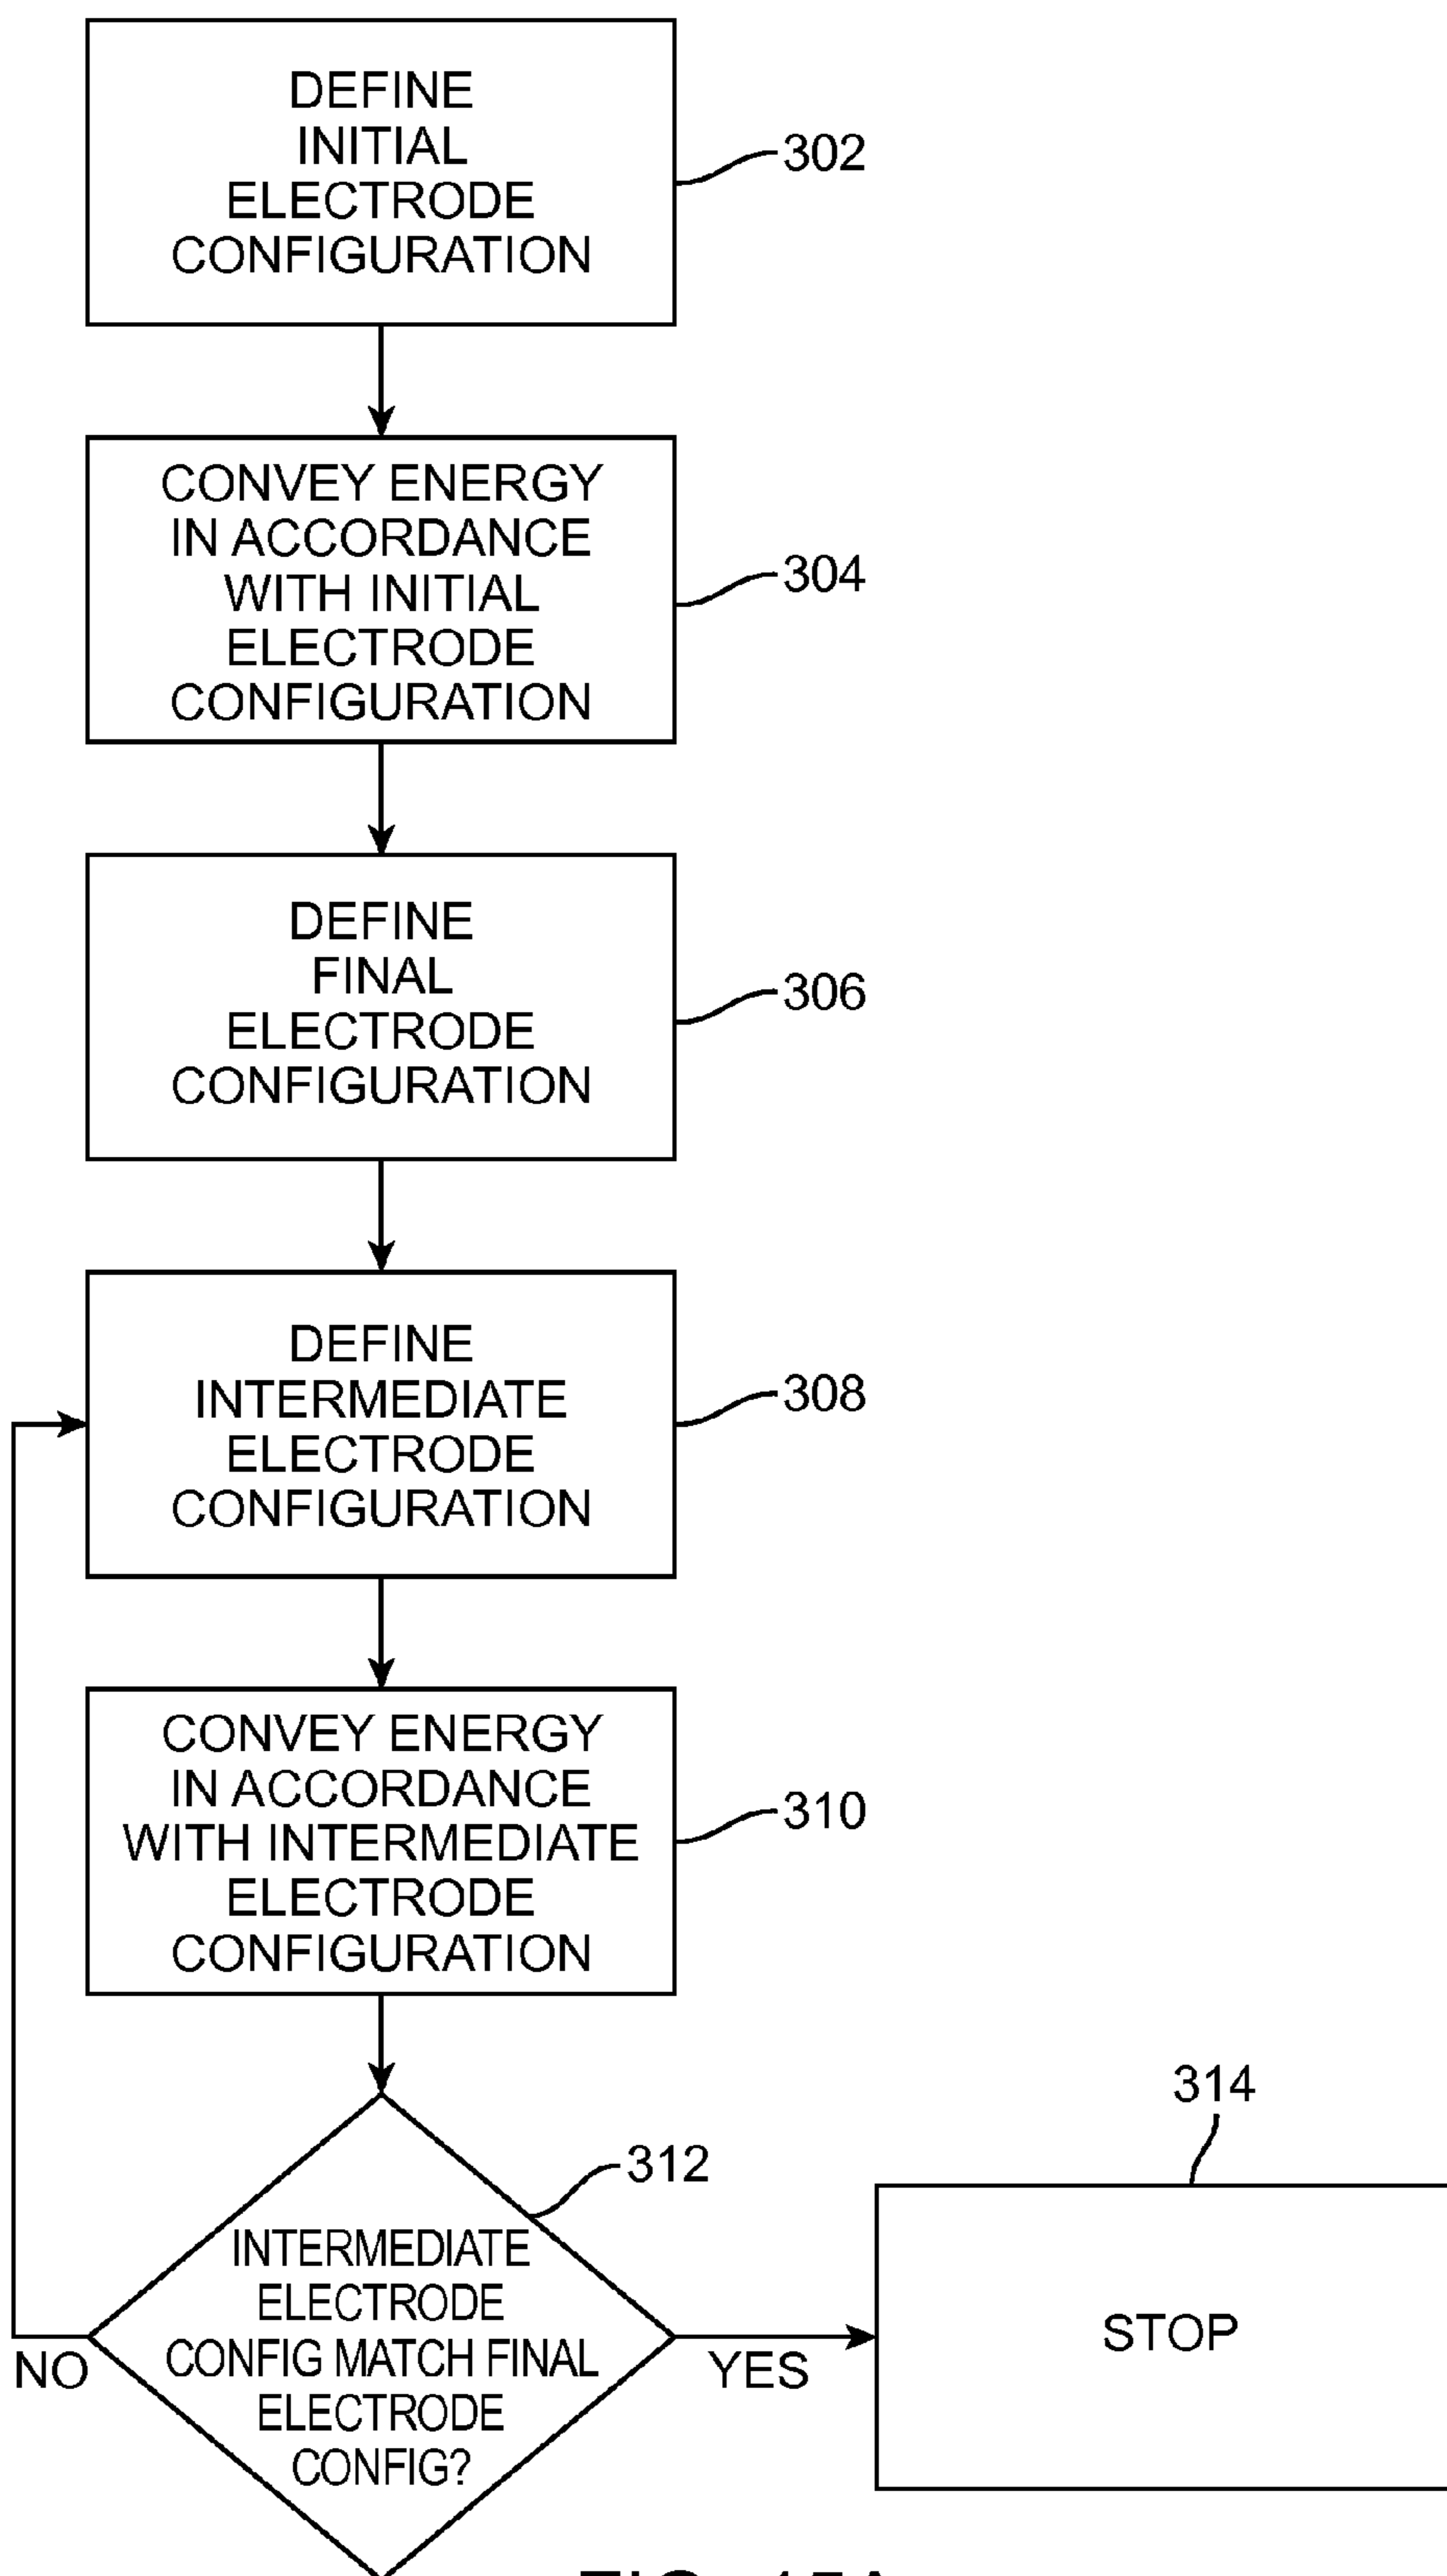 DEFINE
INITIAL
ELECTRODE
CONFIGURATION
302
CONVEY ENERGY
IN ACCORDANCE
WITH INITIAL
ELECTRODE
CONFIGURATION
304
DEFINE
FINAL
ELECTRODE
CONFIGURATION
306
DEFINE
INTERMEDIATE
ELECTRODE
CONFIGURATION
308
CONVEY ENERGY
IN ACCORDANCE
WITH INTERMEDIATE
ELECTRODE
CONFIGURATION
310
312
INTERMEDIATE
ELECTRODE
CONFIG MATCH FINAL
ELECTRODE
CONFIG?
NO
YES
314
STOP